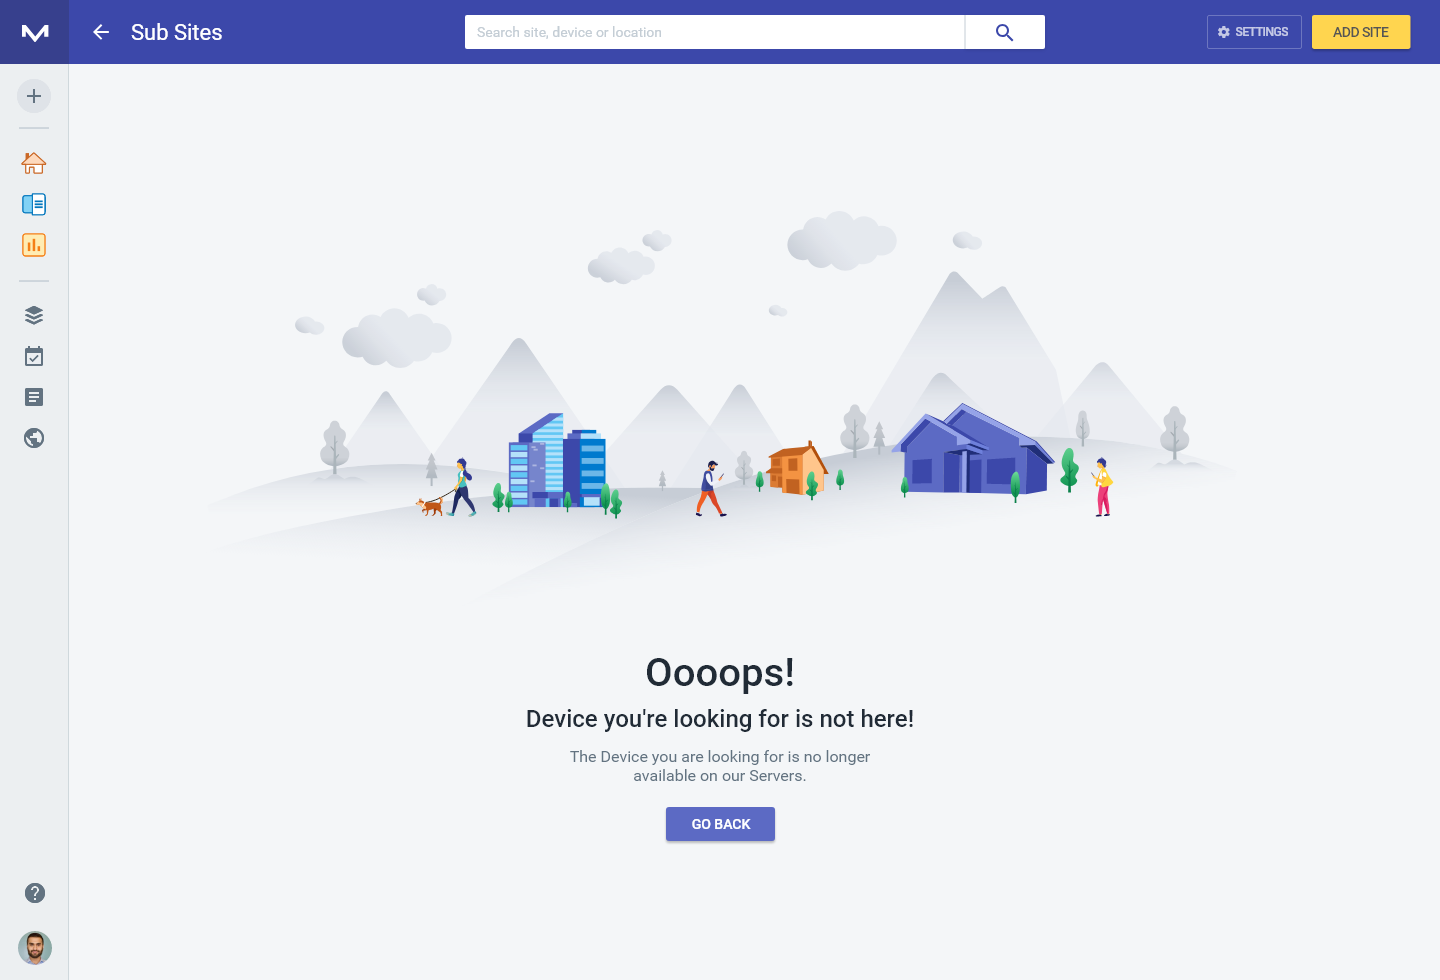 Sub Sites
Search site, device or location
SETTINGS
ADD SITE
Oooops!
Device you're looking for is not here!
The Device you are looking for is no longer
available on our Servers.
GO BACK